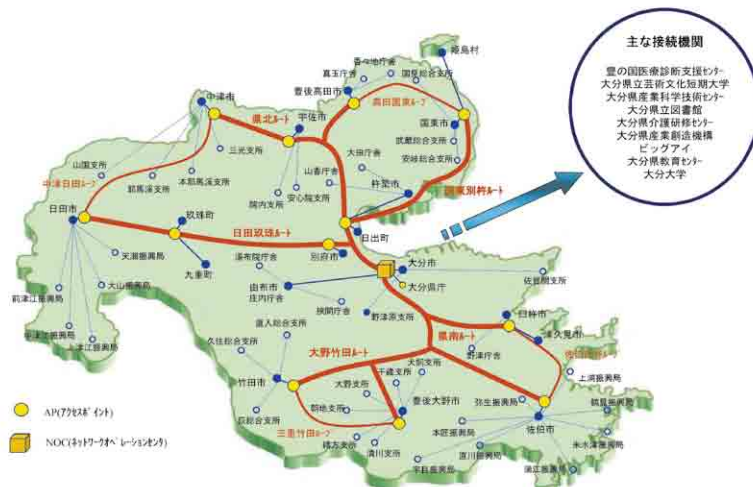 主な接続機関
豊の国医療診断支援ｾﾝﾀｰ
大分県立芸術文化短期大学
大分県産業科学技術ｾﾝﾀｰ
大分県立図書館
大分県介護研修ｾﾝﾀｰ
大分県産業創造機構
ビッグアイ
大分県教育ｾﾝﾀｰ
大分大学
姫島村
香々地庁舎
真玉庁舎
国見総合支所
豊後高田市
高田国東ﾙｰﾌﾟ
中津市
県北ﾙｰﾄ
宇佐市
国東市
武蔵総合支所
安岐総合支所
大田庁舎
三光支所
山国支所
山香庁舎
本耶馬渓支所
耶馬渓支所
中津日田ﾙｰﾌﾟ
院内支所
安心院支所
杵築市
国東別杵ﾙｰﾄ
日田市
玖珠町
日田玖珠ﾙｰﾄ
日出町
天瀬振興局
九重町
湯布院庁舎
別府市
大分市
大分県庁
佐賀関支所
前津江振興局
大山振興局
由布市
庄内庁舎
挾間庁舎
野津原支所
臼杵市
中津江振興局
上津江振興局
直入総合支所
県南ﾙｰﾄ
津久見市
久住総合支所
大野竹田ﾙｰﾄ
野津庁舎
犬飼支所
千歳支所
上浦振興局
竹田市
大野支所
豊後大野市
弥生振興局
鶴見振興局
荻総合支所
朝地支所
佐伯市
三重竹田ﾙｰﾌﾟ
本匠振興局
米水津振興局
緒方支所
清川支所
宇目振興局
直川振興局
蒲江振興局
AP(ｱｸｾｽﾎﾟｲﾝﾄ)
NOC(ﾈｯﾄﾜｰｸｵﾍﾟﾚｰｼｮﾝｾﾝﾀ)